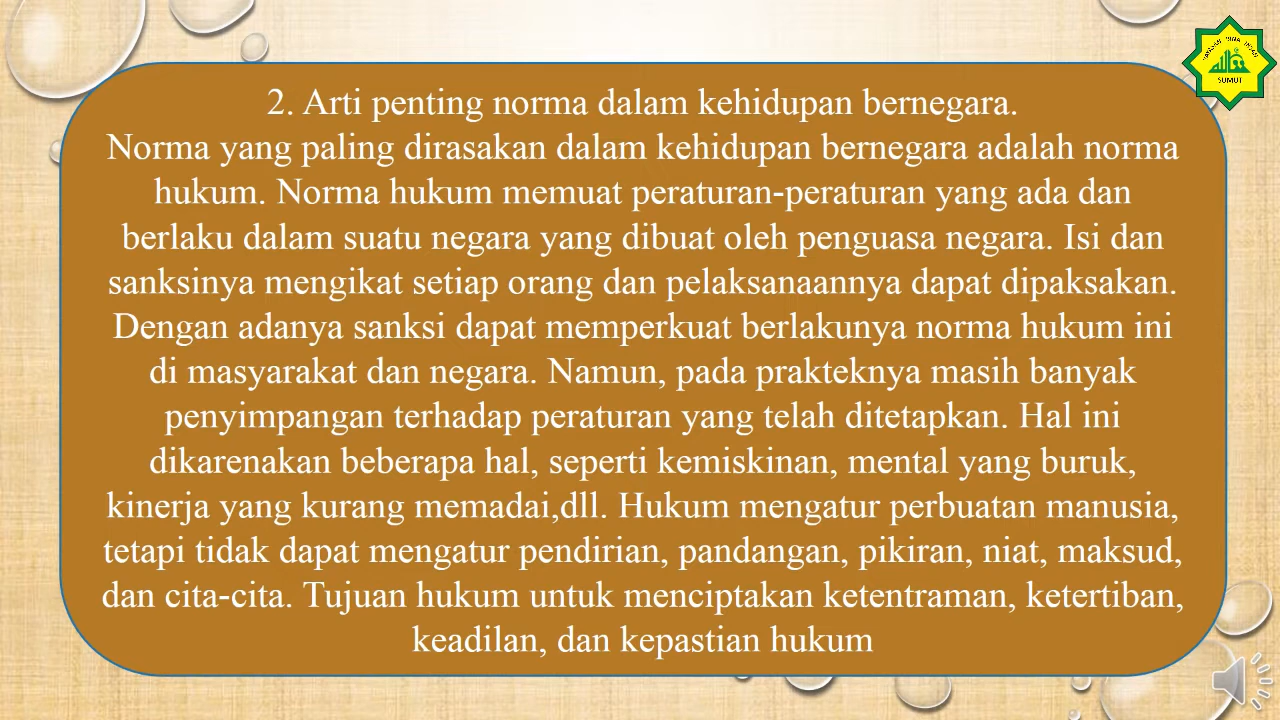 2. Arti penting norma dalam kehidupan bernegara.
Norma yang paling dirasakan dalam kehidupan bernegara adalah norma
hukum. Norma hukum memuat peraturan-peraturan yang ada dan
berlaku dalam suatu negara yang dibuat oleh penguasa negara. Isi dan
sanksinya mengikat setiap orang dan pelaksanaannya dapat dipaksakan.
Dengan adanya sanksi dapat memperkuat berlakunya norma hukum ini
di masyarakat dan negara. Namun, pada prakteknya masih banyak
penyimpangan terhadap peraturan yang telah ditetapkan. Hal ini
dikarenakan beberapa hal, seperti kemiskinan, mental yang buruk,
kinerja yang kurang memadai,dll. Hukum mengatur perbuatan manusia,
tetapi tidak dapat mengatur pendirian, pandangan, pikiran, niat, maksud,
dan cita-cita. Tujuan hukum untuk menciptakan ketentraman, ketertiban,
keadilan, dan kepastian hukum
SUMUT